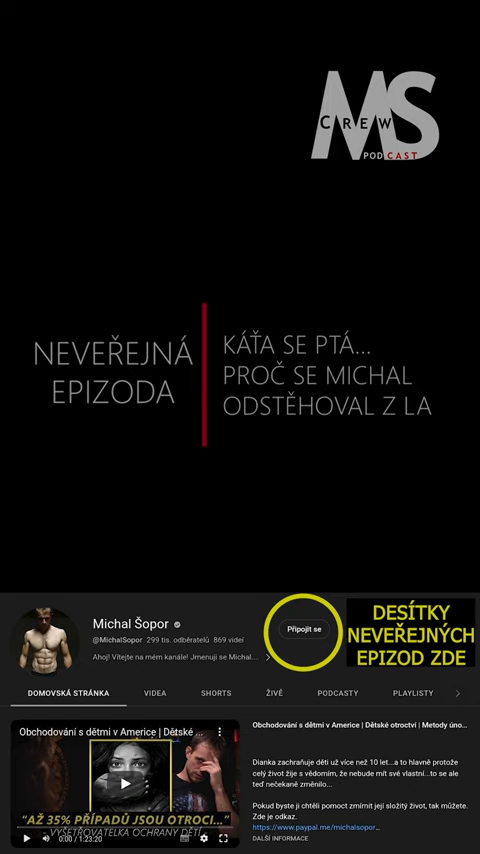 MS
CREW
PODCAST
NEVEŘEJNÁ
EPIZODA
KÁŤA SE PTÁ...
PROČ SE MICHAL
ODSTĚHOVAL Z LA
Michal Šopor
@MichalSopor 299 tis. odběratelů 869 videí
Ahoj! Vítejte na mém kanále! Jmenuji se Michal...
Připojit se
DESÍTKY
NEVEŘEJNÝCH
EPIZOD ZDE
DOMOVSKÁ STRÁNKA VIDEA SHORTS ŽIVĚ PODCASTY PLAYLISTY
Obchodování s dětmi v Americe | Dětské ...
"AŽ 35% PŘÍPADŮ JSOU OTROCI..."
- VYŠETŘOVATELKA OCHRANY DĚTÍ -
0:00 / 1:23:20
Obchodování s dětmi v Americe | Dětské otroctví | Metody úno...
Dianka zachraňuje děti už více než 10 let...a to hlavně protože
celý život žije s vědomím, že nebude mít své vlastní...to se ale
teď nečekaně změnilo...
Pokud byste jí chtěli pomoct zmírnit její složitý život, tak můžete.
Zde je odkaz.
https://www.paypal.me/michalsopor...
DALŠÍ INFORMACE